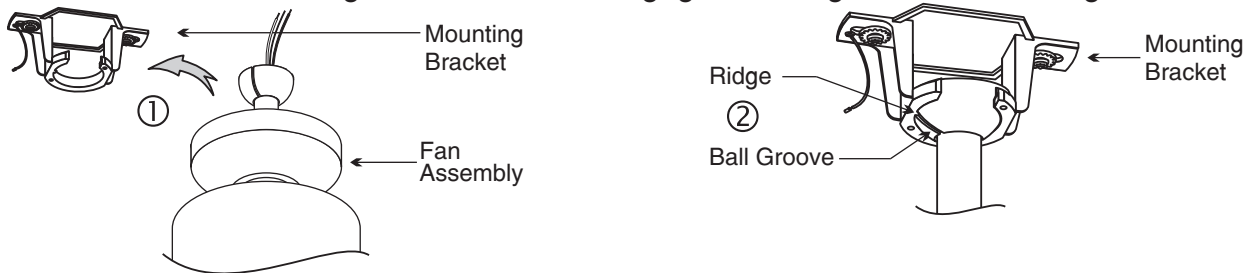 Mounting
Bracket
①
Fan
Assembly
Ridge
②
Ball Groove
Mounting
Bracket